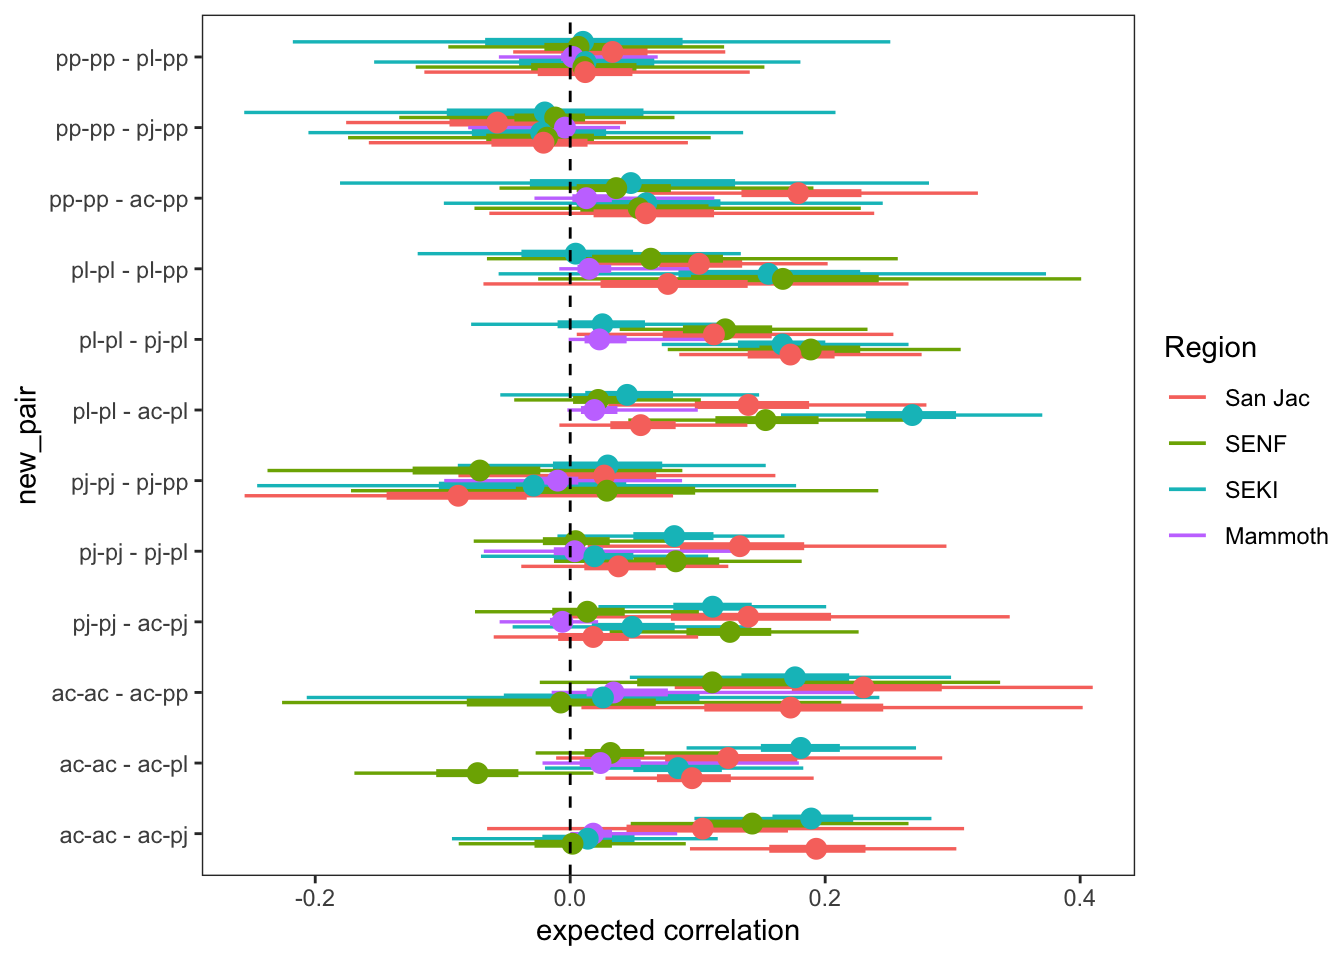 pp-pp - pl-pp
pp-pp - pj-pp
pp-pp - ac-pp
pl-pl - pl-pp
pl-pl - pj-pl
pl-pl - ac-pl
pj-pj - pj-pp
pj-pj - pj-pl
pj-pj - ac-pj
ac-ac - ac-pp
ac-ac - ac-pl
ac-ac - ac-pj
new_pair
-0.2
0.0
0.2
0.4
expected correlation
Region
San Jac
SENF
SEKI
Mammoth